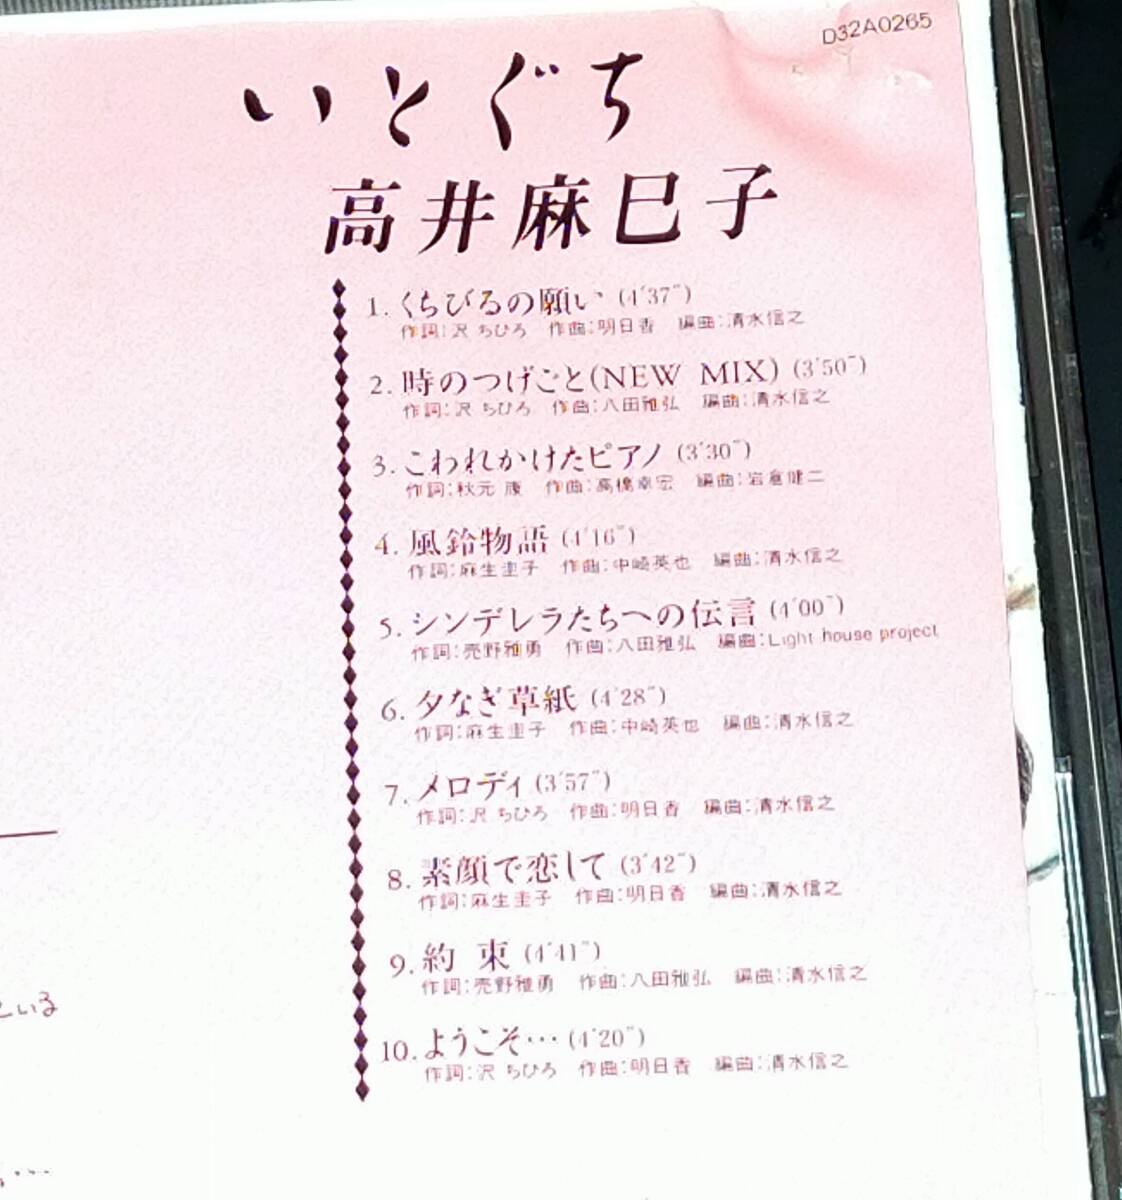 D32A0265
いとぐち
高井麻巳子
1. くちびるの願い (4'37")
作詞:沢 ちひろ 作曲:明日香 編曲:清水信之
2. 時のつげごと(NEW MIX) (3'50")
作詞:沢 ちひろ 作曲:八田雅弘 編曲:清水信之
3. こわれかけたピアノ (3'30")
作詞:秋元 康 作曲:高橋幸宏 編曲:岩倉健二
4. 風鈴物語 (4'16")
作詞:麻生圭子 作曲:中崎英也 編曲:清水信之
5. シンデレラたちへの伝言 (4'00")
作詞:売野雅勇 作曲:八田雅弘 編曲:Light house project
6. 夕なぎ草紙 (4'28")
作詞:麻生圭子 作曲:中崎英也 編曲:清水信之
7. メロディ (3'57")
作詞:沢 ちひろ 作曲:明日香 編曲:清水信之
8. 素顔で恋して (3'42")
作詞:麻生圭子 作曲:明日香 編曲:清水信之
9. 約 束 (4'41")
作詞:売野雅勇 作曲:八田雅弘 編曲:清水信之
10. ようこそ… (4'20")
作詞:沢 ちひろ 作曲:明日香 編曲:清水信之
ている